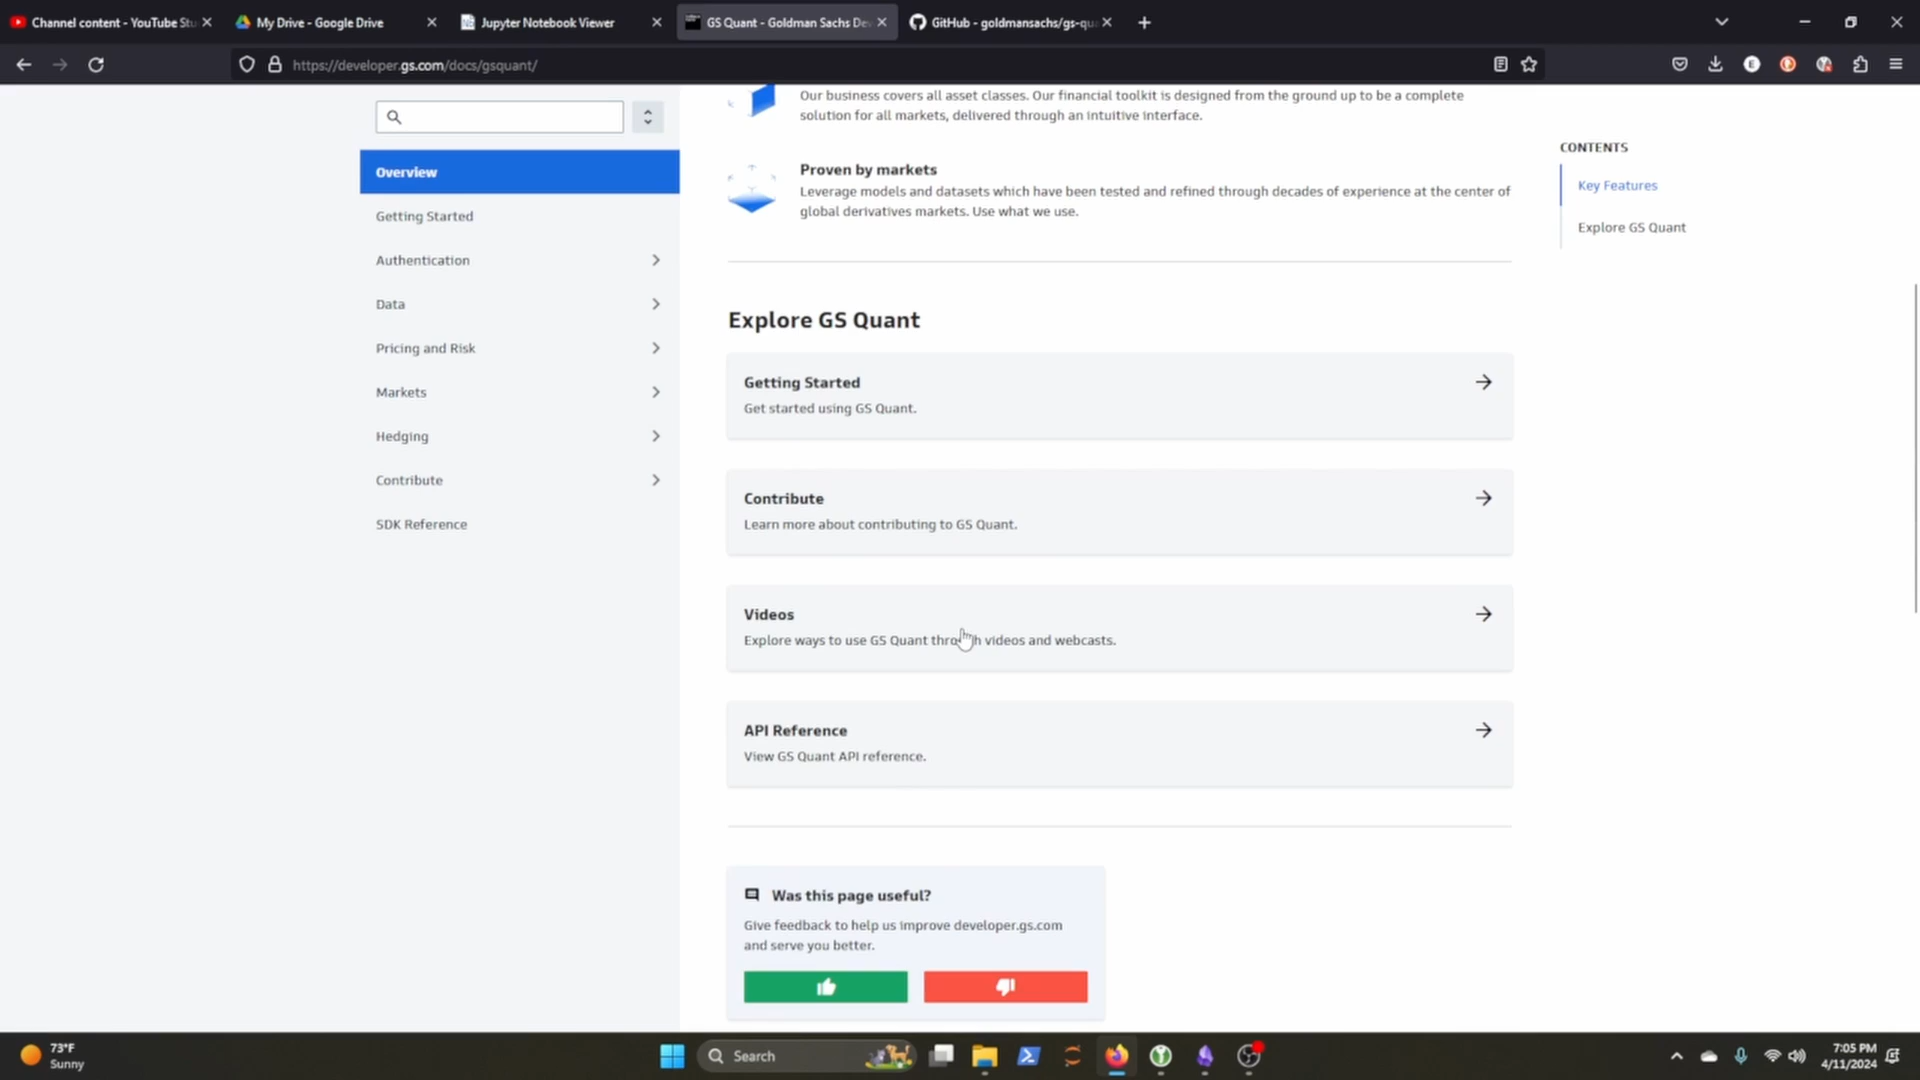 Channel content - YouTube Stu
My Drive - Google Drive
Jupyter Notebook Viewer
GS Quant - Goldman Sachs De
GitHub - goldmansachs/gs-qu
https://developer.gs.com/docs/gsquant/
Overview
Getting Started
Authentication
Data
Pricing and Risk
Markets
Hedging
Contribute
SDK Reference
Our business covers all asset classes. Our financial toolkit is designed from the ground up to be a complete
solution for all markets, delivered through an intuitive interface.
Proven by markets
Leverage models and datasets which have been tested and refined through decades of experience at the center of
global derivatives markets. Use what we use.
Explore GS Quant
Getting Started
Get started using GS Quant.
Contribute
Learn more about contributing to GS Quant.
Videos
Explore ways to use GS Quant through videos and webcasts.
API Reference
View GS Quant API reference.
Was this page useful?
Give feedback to help us improve developer.gs.com
and serve you better.
CONTENTS
Key Features
Explore GS Quant
73°F
Sunny
Search
7:05 PM
4/11/2024